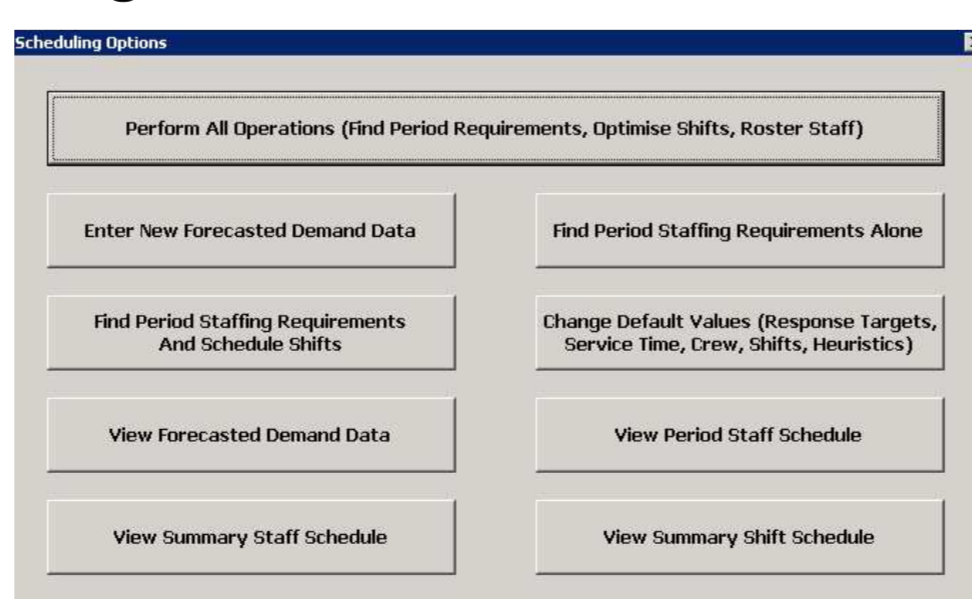 Scheduling Options
Perform All Operations (Find Period Requirements, Optimise Shifts, Roster Staff)
Enter New Forecasted Demand Data
Find Period Staffing Requirements Alone
Find Period Staffing Requirements
And Schedule Shifts
Change Default Values (Response Targets,
Service Time, Crew, Shifts, Heuristics)
View Forecasted Demand Data
View Period Staff Schedule
View Summary Staff Schedule
View Summary Shift Schedule